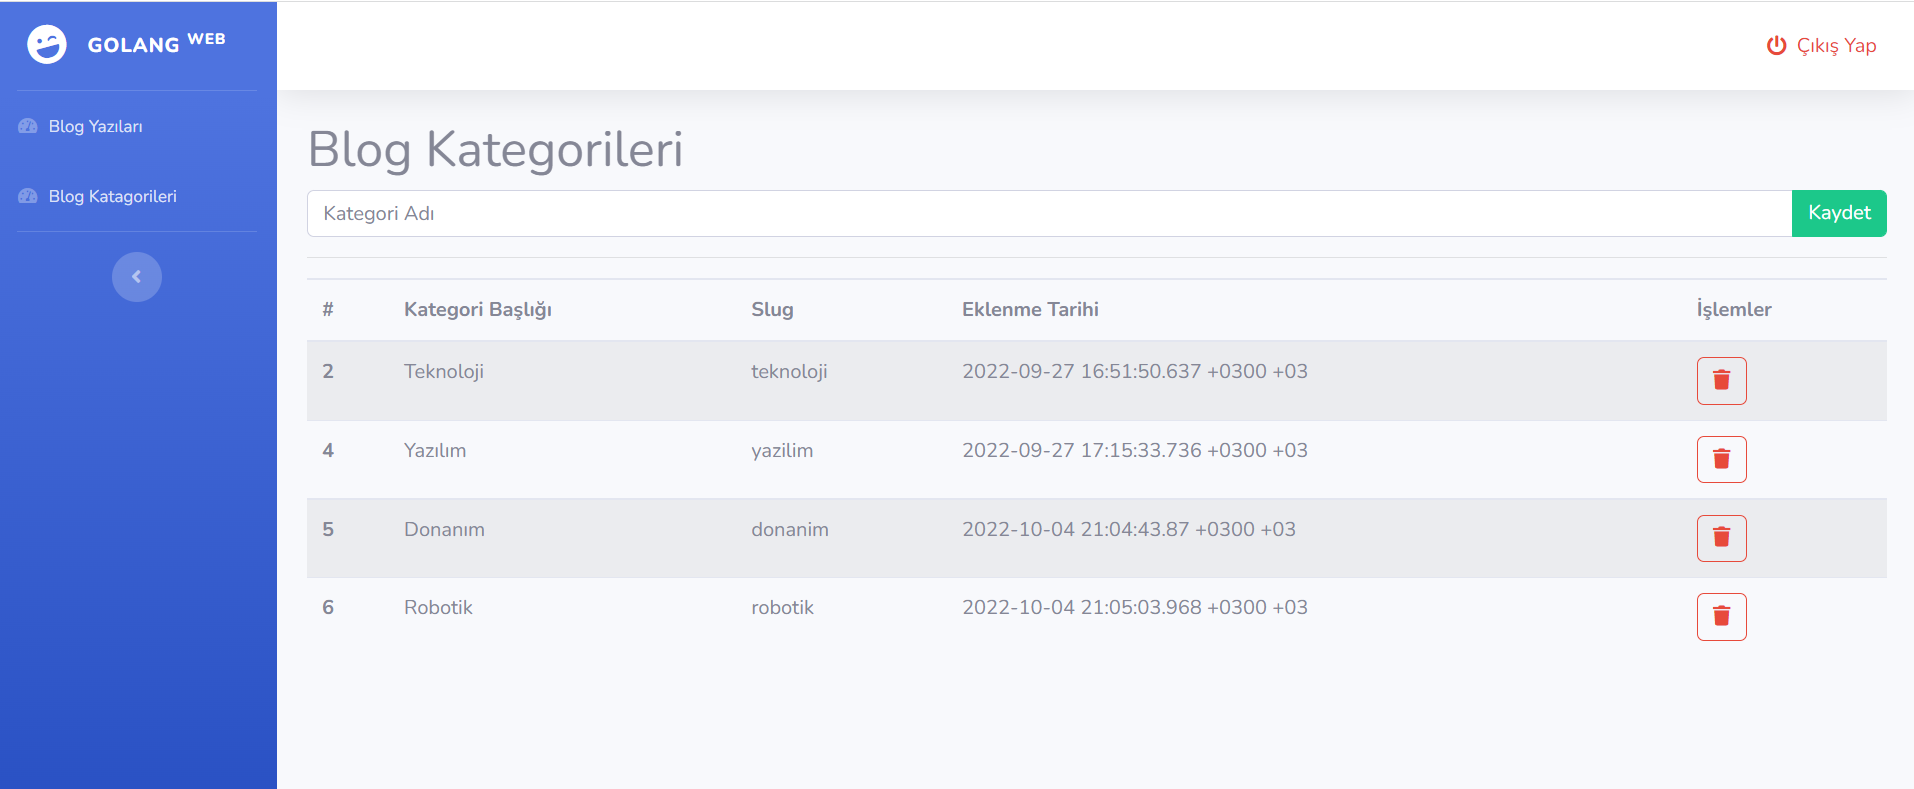 GOLANG WEB
Çıkış Yap
Blog Yazıları
Blog Katagorileri
Blog Kategorileri
Kategori Adı
Kaydet
# Kategori Başlığı Slug Eklenme Tarihi İşlemler
2 Teknoloji teknoloji 2022-09-27 16:51:50.637 +0300 +03
4 Yazılım yazilim 2022-09-27 17:15:33.736 +0300 +03
5 Donanım donanim 2022-10-04 21:04:43.87 +0300 +03
6 Robotik robotik 2022-10-04 21:05:03.968 +0300 +03